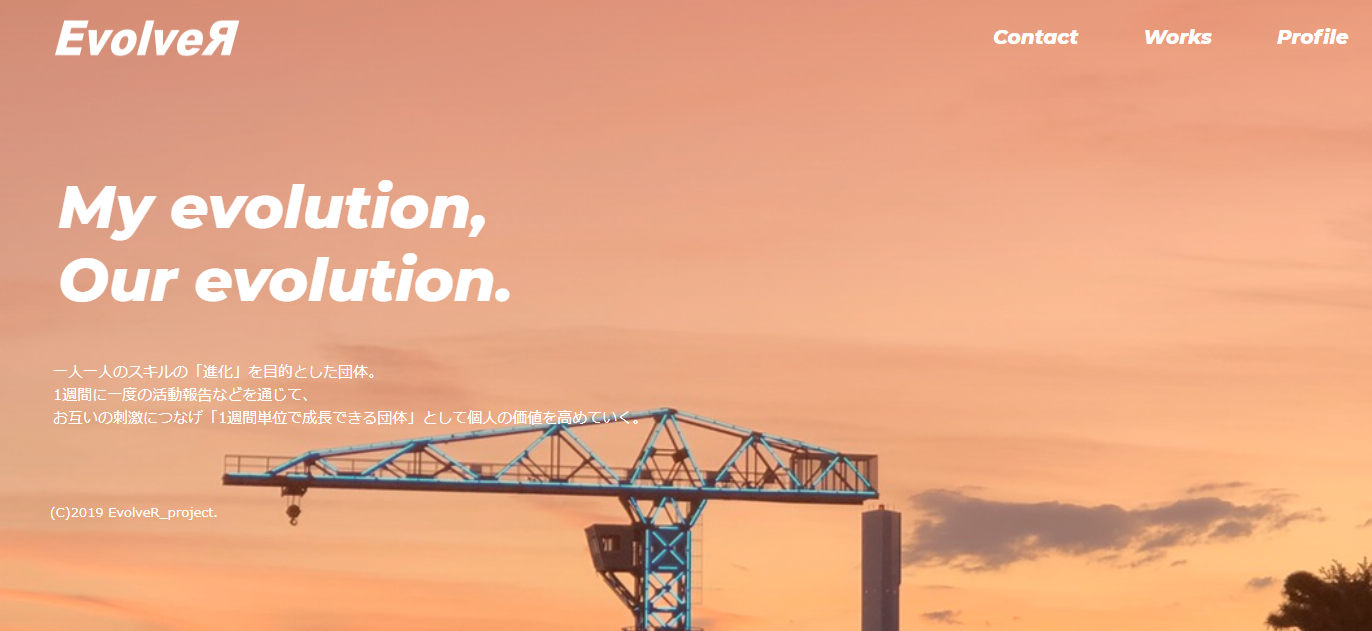 EvolveЯ
Contact Works Profile
My evolution,
Our evolution.
一人一人のスキルの「進化」を目的とした団体。
1週間に一度の活動報告などを通じて、
お互いの刺激につなげ「1週間単位で成長できる団体」として個人の価値を高めていく。
(C)2019 EvolveR_project.